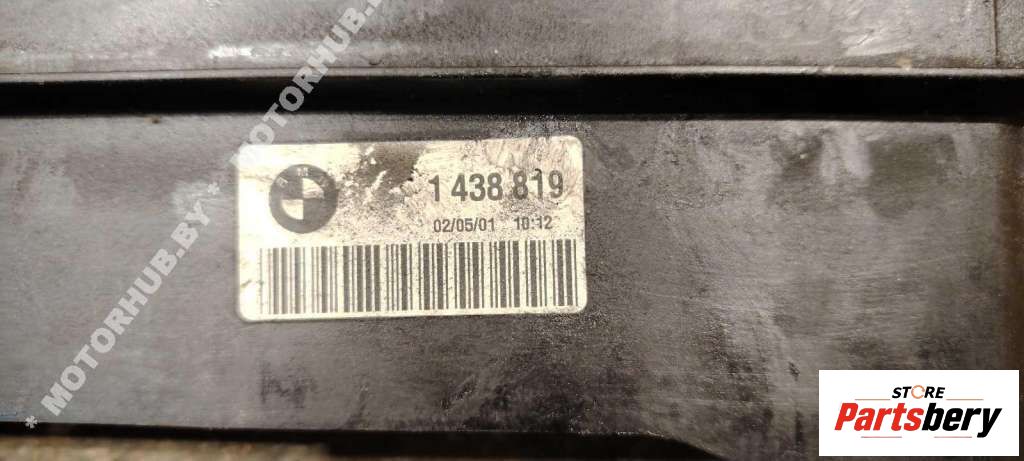 * MOTORHUB.BY * MOTORHUB.BY
1 438 819
02/05/01 10:12
STORE
Partsbery